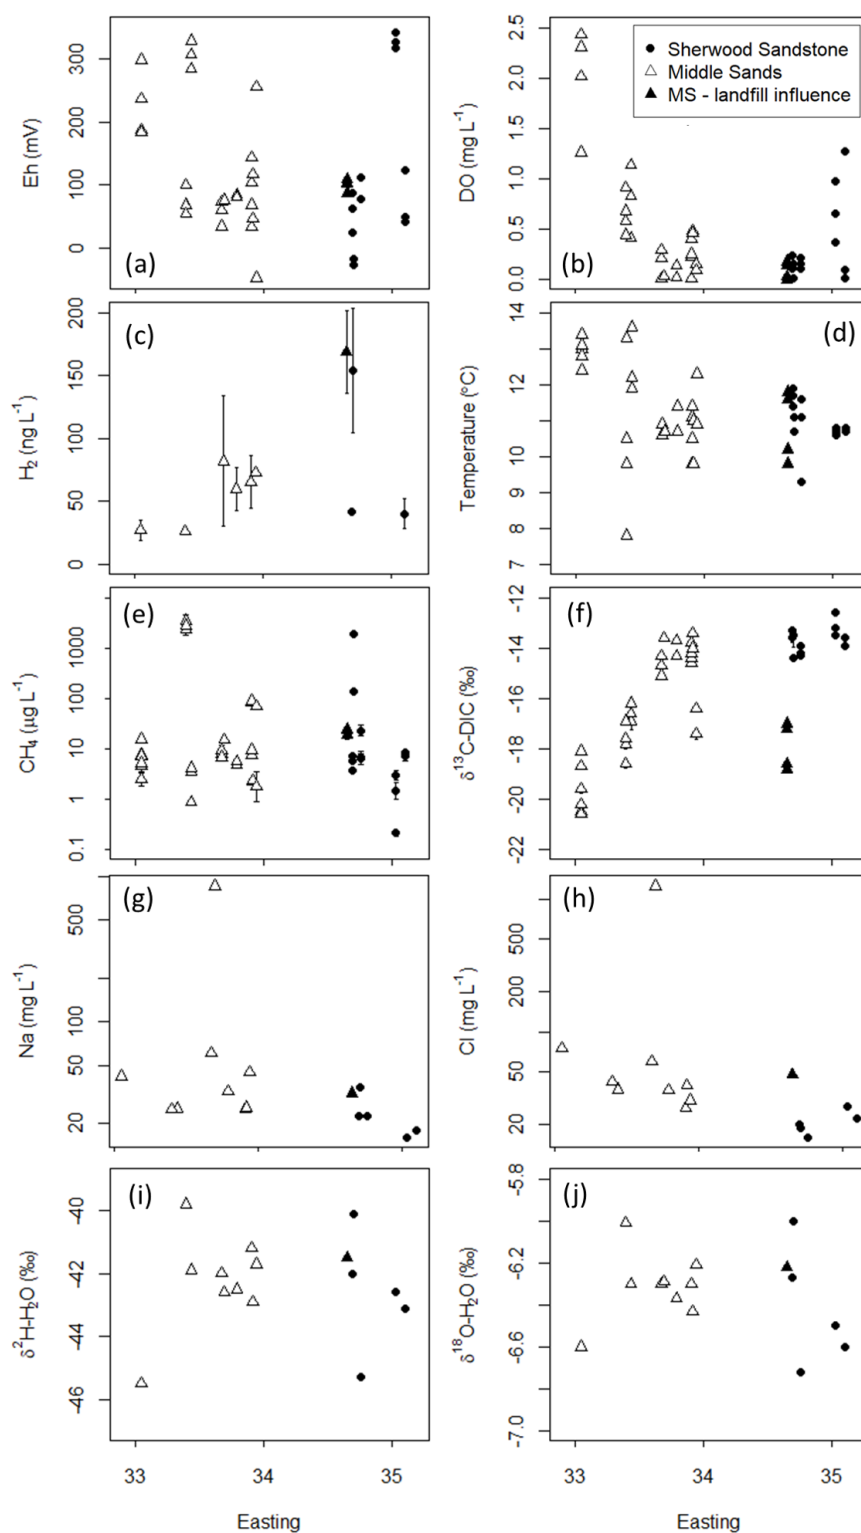 Eh (mV)
300
200
100
0
(a)
DO (mg L⁻¹)
2.5
2.0
1.5
1.0
0.5
0.0
(b)
Sherwood Sandstone
Middle Sands
MS - landfill influence
H₂ (ng L⁻¹)
200
150
100
50
0
(c)
Temperature (°C)
14
13
12
11
10
9
8
7
(d)
CH₄ (µg L⁻¹)
1000
100
10
1
0.1
(e)
δ¹³C-DIC (‰)
-12
-14
-16
-18
-20
-22
(f)
Na (mg L⁻¹)
500
100
50
20
(g)
Cl (mg L⁻¹)
500
200
50
20
(h)
δ²H-H₂O (‰)
-40
-42
-44
-46
(i)
δ¹⁸O-H₂O (‰)
-5.8
-6.2
-6.6
-7.0
(j)
33 34 35
Easting
33 34 35
Easting